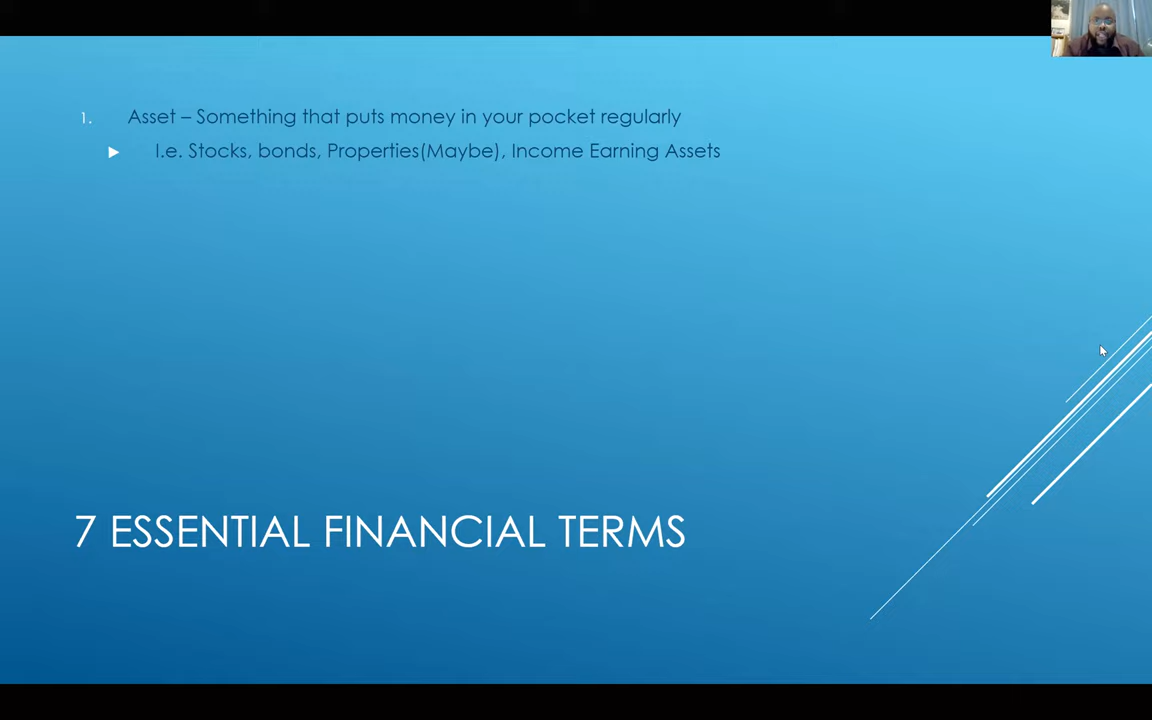 1. Asset – Something that puts money in your pocket regularly
I.e. Stocks, bonds, Properties(Maybe), Income Earning Assets
7 ESSENTIAL FINANCIAL TERMS